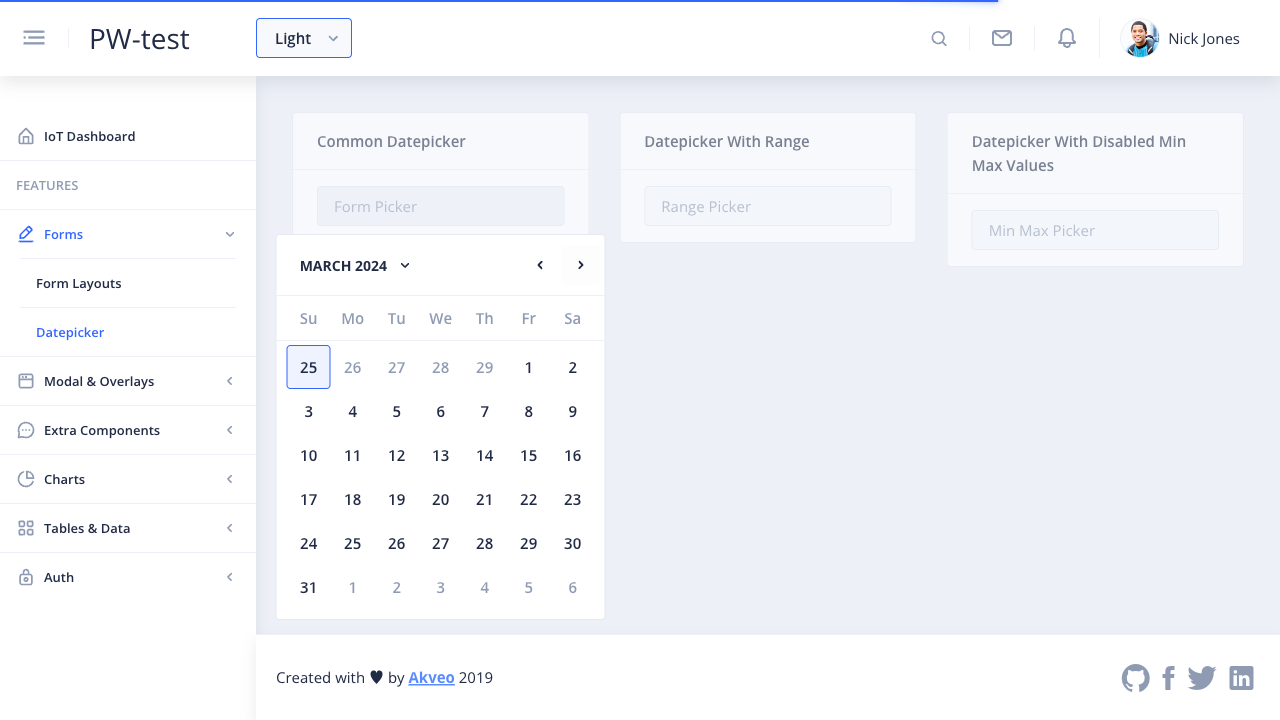 PW-test
Light
Nick Jones
IoT Dashboard
FEATURES
Forms
Form Layouts
Datepicker
Modal & Overlays
Extra Components
Charts
Tables & Data
Auth
Common Datepicker
Form Picker
Datepicker With Range
Range Picker
Datepicker With Disabled Min
Max Values
Min Max Picker
MARCH 2024
Su Mo Tu We Th Fr Sa
25 26 27 28 29 1 2
3 4 5 6 7 8 9
10 11 12 13 14 15 16
17 18 19 20 21 22 23
24 25 26 27 28 29 30
31 1 2 3 4 5 6
Created with ♥ by Akveo 2019